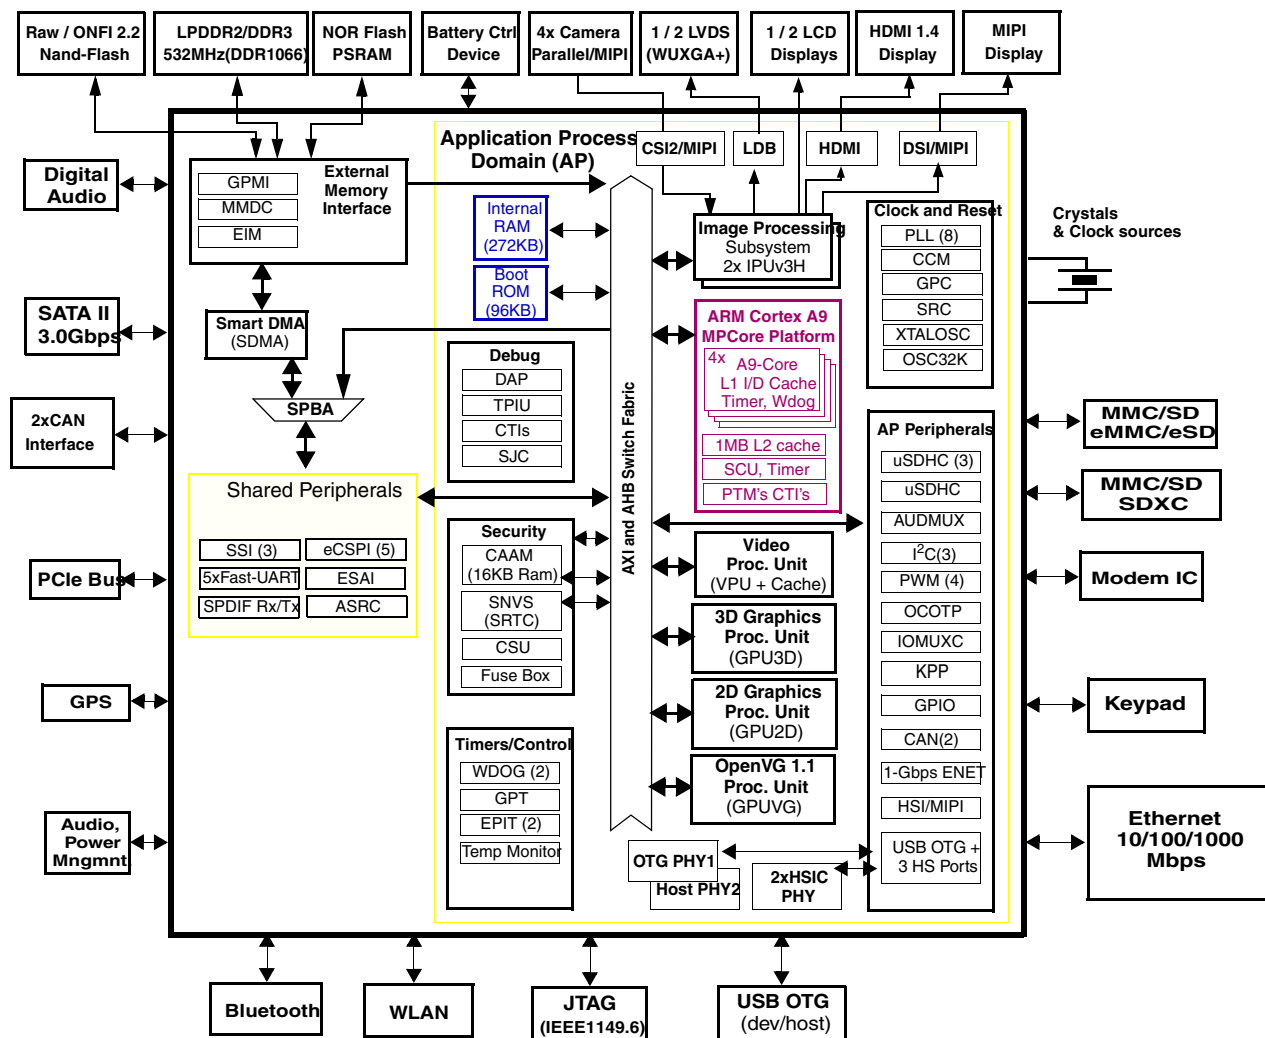 Raw / ONFI 2.2
Nand-Flash
LPDDR2/DDR3
532MHz(DDR1066)
NOR Flash
PSRAM
Battery Ctrl
Device
4x Camera
Parallel/MIPI
1 / 2 LVDS
(WUXGA+)
1 / 2 LCD
Displays
HDMI 1.4
Display
MIPI
Display
Digital
Audio
SATA II
3.0Gbps
2xCAN
Interface
PCIe Bus
GPS
Audio,
Power
Mngmnt.
External
Memory
Interface
GPMI
MMDC
EIM
Smart DMA
(SDMA)
SPBA
Shared Peripherals
SSI (3)
eCSPI (5)
5xFast-UART
ESAI
SPDIF Rx/Tx
ASRC
Application Process
Domain (AP)
Internal
RAM
(272KB)
Boot
ROM
(96KB)
Debug
DAP
TPIU
CTIs
SJC
Security
CAAM
(16KB Ram)
SNVS
(SRTC)
CSU
Fuse Box
Timers/Control
WDOG (2)
GPT
EPIT (2)
Temp Monitor
AXI and AHB Switch Fabric
CSI2/MIPI
LDB
HDMI
DSI/MIPI
Image Processing
Subsystem
2x IPUv3H
ARM Cortex A9
MPCore Platform
4x
A9-Core
L1 I/D Cache
Timer, Wdog
1MB L2 cache
SCU, Timer
PTM's CTI's
Video
Proc. Unit
(VPU + Cache)
3D Graphics
Proc. Unit
(GPU3D)
2D Graphics
Proc. Unit
(GPU2D)
OpenVG 1.1
Proc. Unit
(GPUVG)
OTG PHY1
Host PHY2
2xHSIC
PHY
Clock and Reset
PLL (8)
CCM
GPC
SRC
XTALOSC
OSC32K
AP Peripherals
uSDHC (3)
uSDHC
AUDMUX
I2C(3)
PWM (4)
OCOTP
IOMUXC
KPP
GPIO
CAN(2)
1-Gbps ENET
HSI/MIPI
USB OTG +
3 HS Ports
Crystals
& Clock sources
MMC/SD
eMMC/eSD
MMC/SD
SDXC
Modem IC
Keypad
Ethernet
10/100/1000
Mbps
Bluetooth
WLAN
JTAG
(IEEE1149.6)
USB OTG
(dev/host)